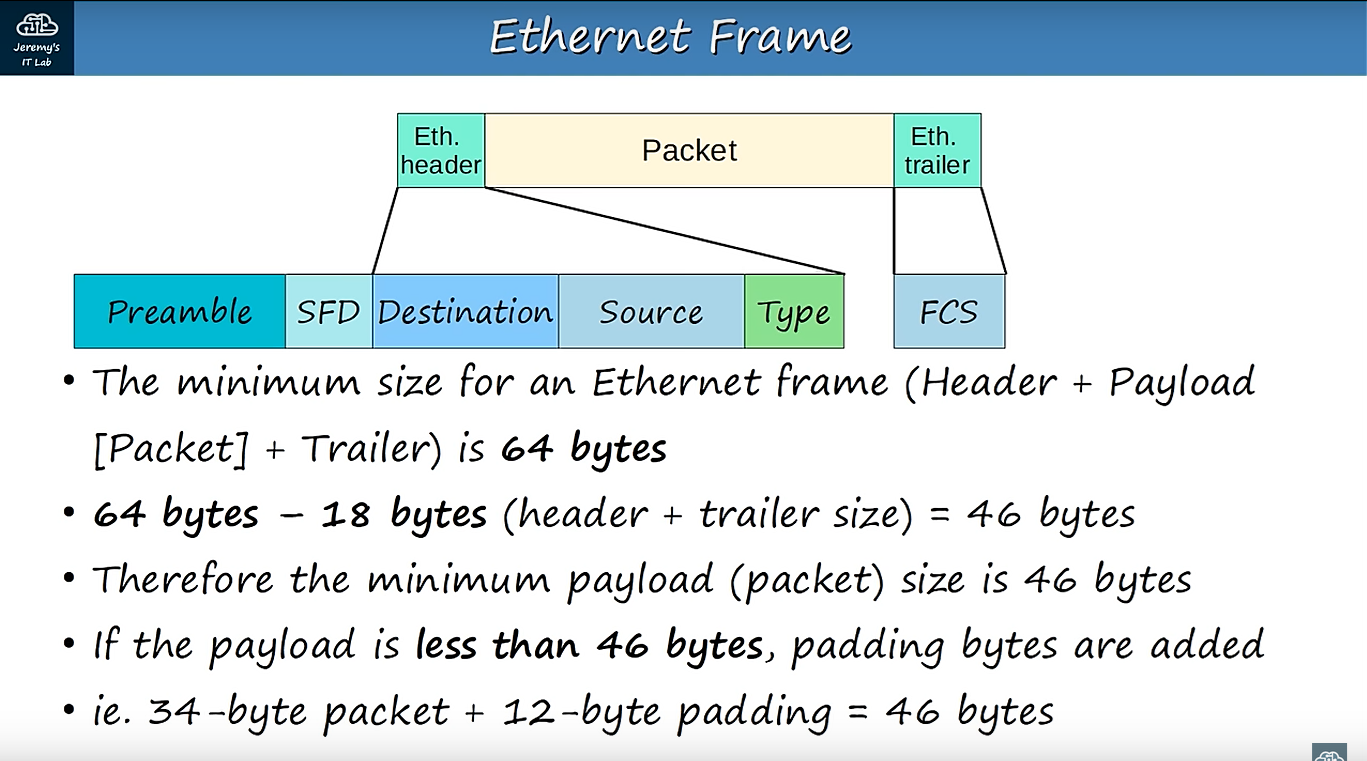 Jeremy's
IT Lab
Ethernet Frame
Eth.
header
Packet
Eth.
trailer
Preamble
SFD
Destination
Source
Type
FCS
• The minimum size for an Ethernet frame (Header + Payload
[Packet] + Trailer) is 64 bytes
• 64 bytes – 18 bytes (header + trailer size) = 46 bytes
• Therefore the minimum payload (packet) size is 46 bytes
• If the payload is less than 46 bytes, padding bytes are added
• ie. 34-byte packet + 12-byte padding = 46 bytes